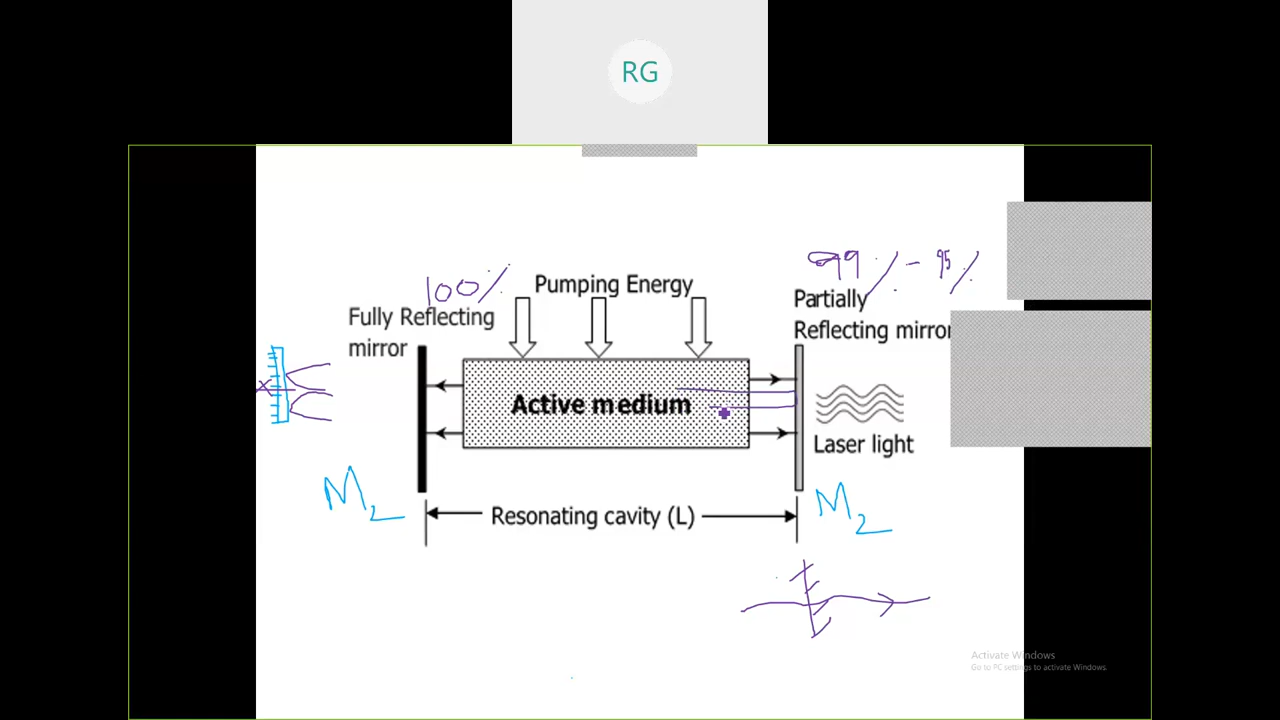 RG
99% - 95%
100%
Pumping Energy
Partially
Reflecting mirror
Fully Reflecting
mirror
Active medium
Laser light
M2
M2
Resonating cavity (L)
Activate Windows
Go to PC settings to activate Windows.